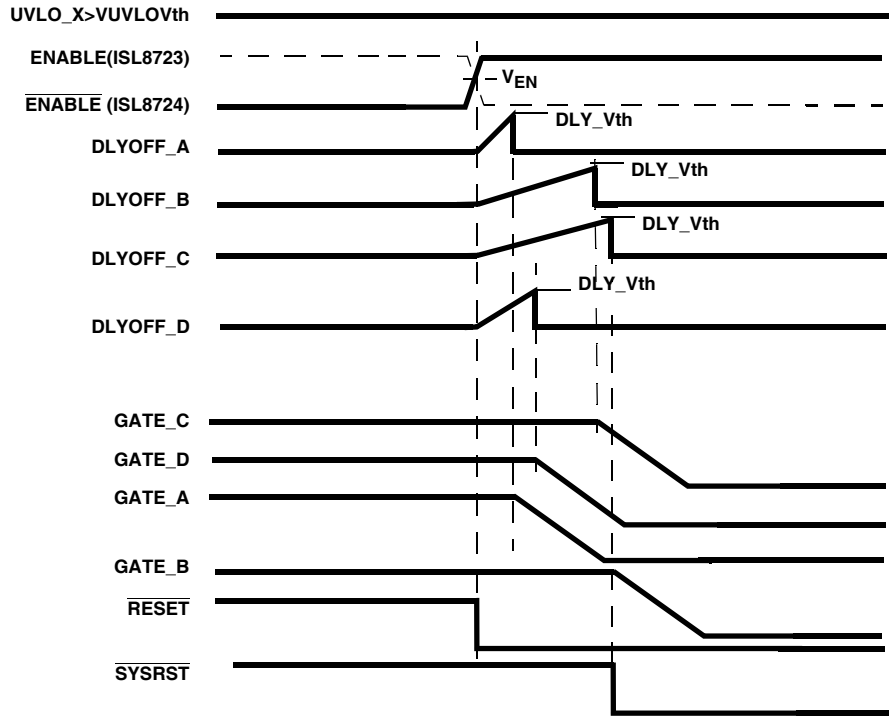 UVLO_X>VUVLOVth
ENABLE(ISL8723)
VEN
ENABLE (ISL8724)
DLY_Vth
DLYOFF_A
DLY_Vth
DLYOFF_B
DLY_Vth
DLYOFF_C
DLY_Vth
DLYOFF_D
GATE_C
GATE_D
GATE_A
GATE_B
RESET
SYSRST